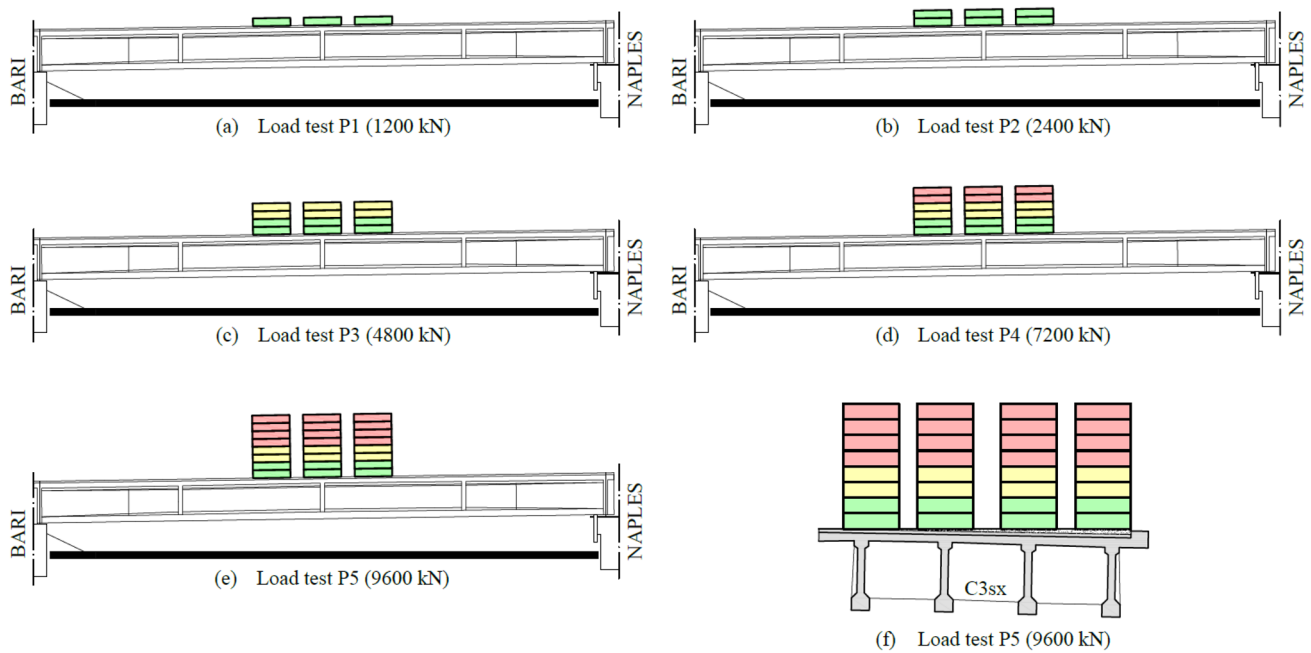 BARI
NAPLES
(a) Load test P1 (1200 kN)
BARI
NAPLES
(b) Load test P2 (2400 kN)
BARI
NAPLES
(c) Load test P3 (4800 kN)
BARI
NAPLES
(d) Load test P4 (7200 kN)
BARI
NAPLES
(e) Load test P5 (9600 kN)
C3sx
(f) Load test P5 (9600 kN)